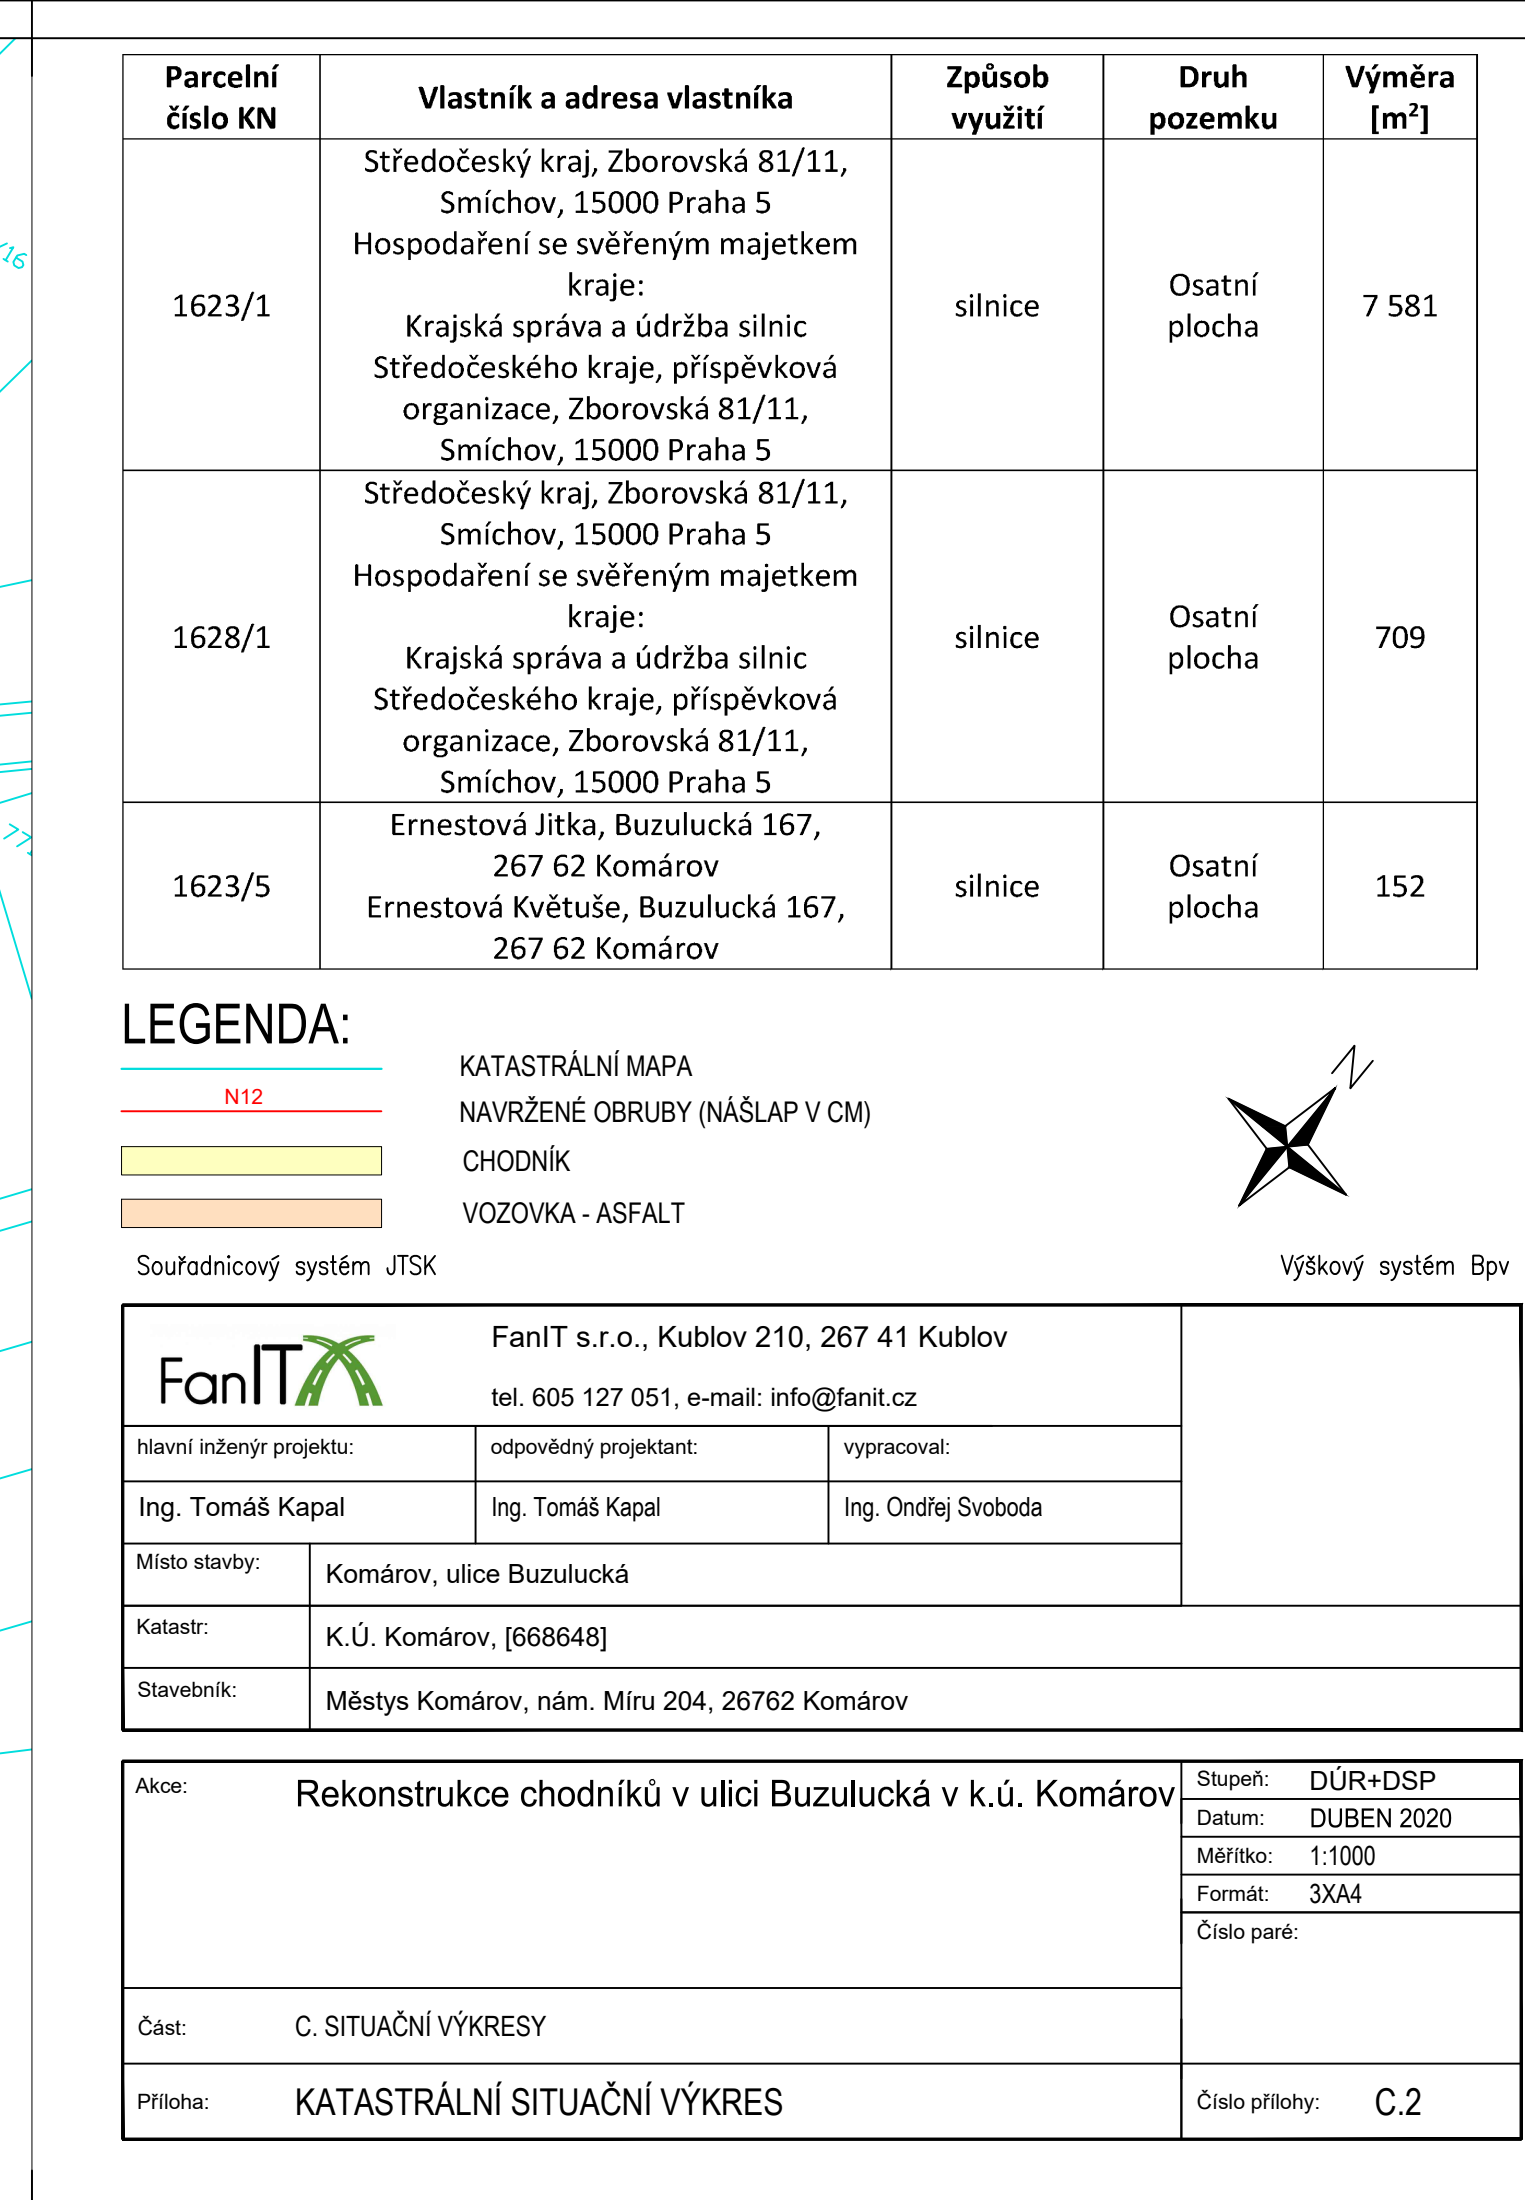 Parcelní číslo KN
Vlastník a adresa vlastníka
Způsob využití
Druh pozemku
Výměra [m²]
1623/1
Středočeský kraj, Zborovská 81/11,
Smíchov, 15000 Praha 5
Hospodaření se svěřeným majetkem
kraje:
Krajská správa a údržba silnic
Středočeského kraje, příspěvková
organizace, Zborovská 81/11,
Smíchov, 15000 Praha 5
silnice
Osatní
plocha
7 581
1628/1
Středočeský kraj, Zborovská 81/11,
Smíchov, 15000 Praha 5
Hospodaření se svěřeným majetkem
kraje:
Krajská správa a údržba silnic
Středočeského kraje, příspěvková
organizace, Zborovská 81/11,
Smíchov, 15000 Praha 5
silnice
Osatní
plocha
709
1623/5
Ernestová Jitka, Buzulucká 167,
267 62 Komárov
Ernestová Květuše, Buzulucká 167,
267 62 Komárov
silnice
Osatní
plocha
152
LEGENDA:
KATASTRÁLNÍ MAPA
N12
NAVRŽENÉ OBRUBY (NÁŠLAP V CM)
CHODNÍK
VOZOVKA - ASFALT
N
Souřadnicový systém JTSK
Výškový systém Bpv
FanIT
FanIT s.r.o., Kublov 210, 267 41 Kublov
tel. 605 127 051, e-mail: info@fanit.cz
hlavní inženýr projektu:
odpovědný projektant:
vypracoval:
Ing. Tomáš Kapal
Ing. Tomáš Kapal
Ing. Ondřej Svoboda
Místo stavby:
Komárov, ulice Buzulucká
Katastr:
K.Ú. Komárov, [668648]
Stavebník:
Městys Komárov, nám. Míru 204, 26762 Komárov
Akce:
Rekonstrukce chodníků v ulici Buzulucká v k.ú. Komárov
Stupeň: DÚR+DSP
Datum: DUBEN 2020
Měřítko: 1:1000
Formát: 3XA4
Číslo paré:
Část:
C. SITUAČNÍ VÝKRESY
Příloha:
KATASTRÁLNÍ SITUAČNÍ VÝKRES
Číslo přílohy: C.2